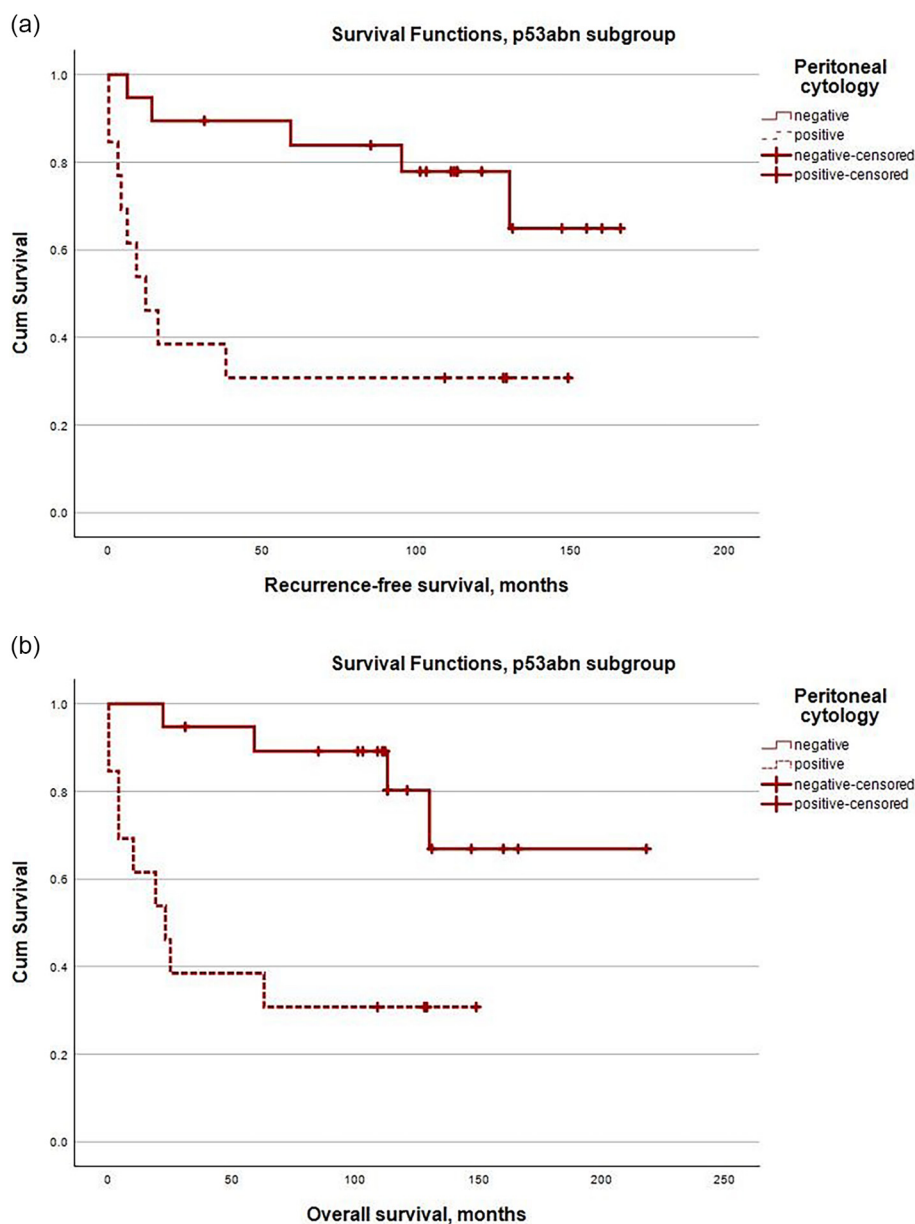 (a)
Survival Functions, p53abn subgroup
Peritoneal
cytology
negative
positive
negative-censored
positive-censored
Cum Survival
1.0
0.8
0.6
0.4
0.2
0.0
0 50 100 150 200
Recurrence-free survival, months
(b)
Survival Functions, p53abn subgroup
Peritoneal
cytology
negative
positive
negative-censored
positive-censored
Cum Survival
1.0
0.8
0.6
0.4
0.2
0.0
0 50 100 150 200 250
Overall survival, months